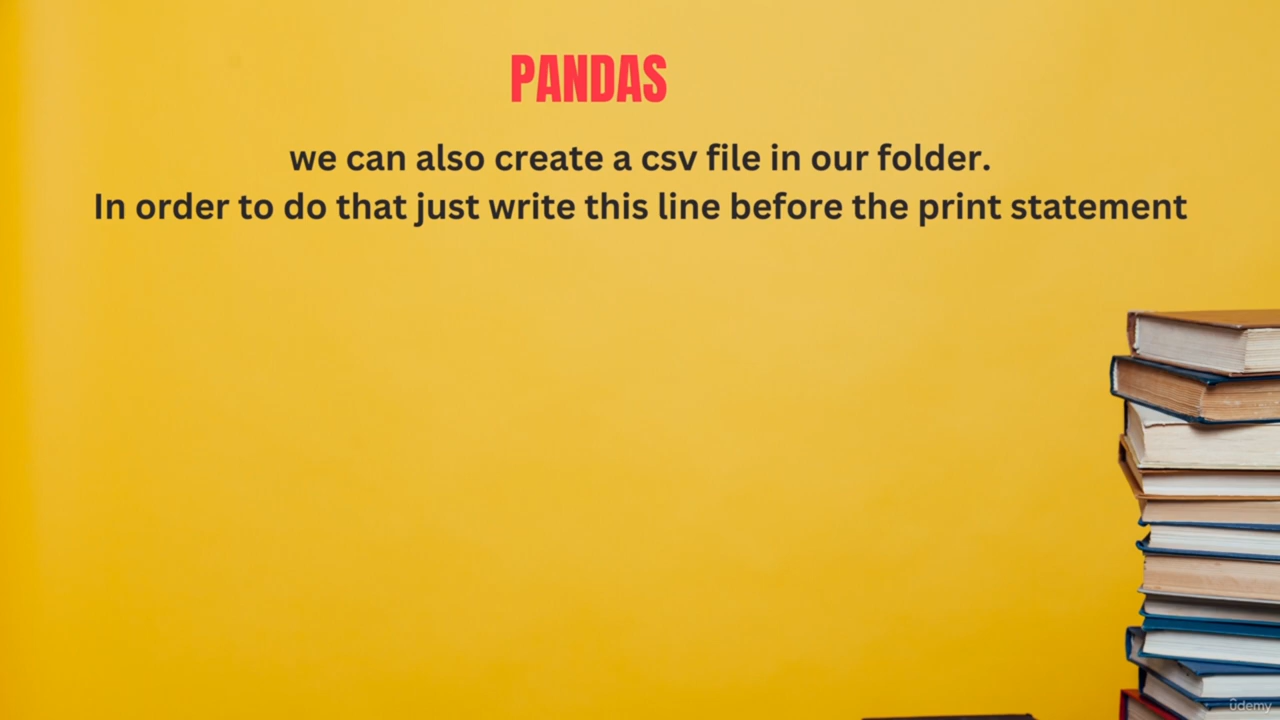 PANDAS
we can also create a csv file in our folder.
In order to do that just write this line before the print statement
ûdemy